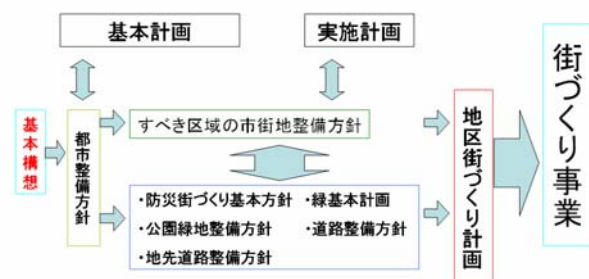 基本計画
実施計画
基本構想
都市整備方針
すべき区域の市街地整備方針
・防災街づくり基本方針 ・緑基本計画
・公園緑地整備方針 ・道路整備方針
・地先道路整備方針
地区街づくり計画
街づくり事業